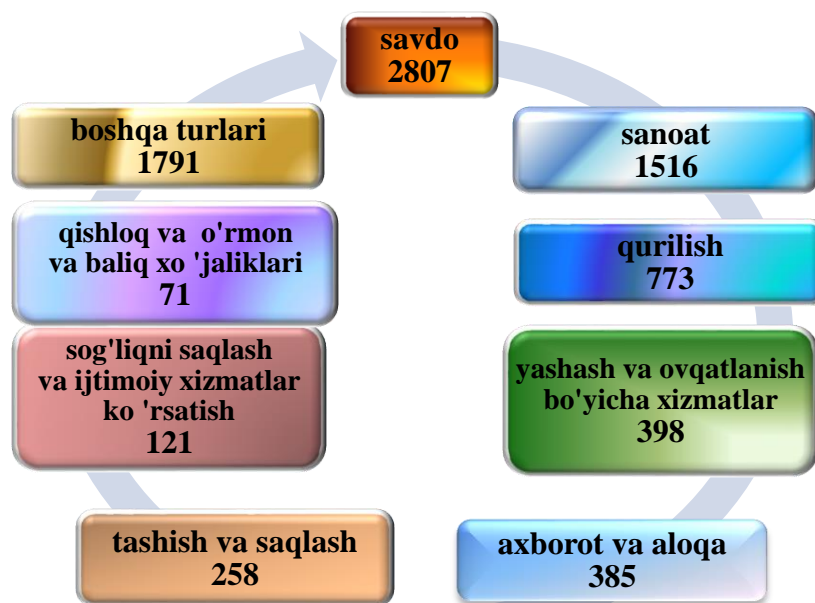 savdo
2807
sanoat
1516
qurilish
773
yashash va ovqatlanish
bo'yicha xizmatlar
398
axborot va aloqa
385
tashish va saqlash
258
sog'liqni saqlash
va ijtimoiy xizmatlar
ko 'rsatish
121
qishloq va o'rmon
va baliq xo 'jaliklari
71
boshqa turlari
1791